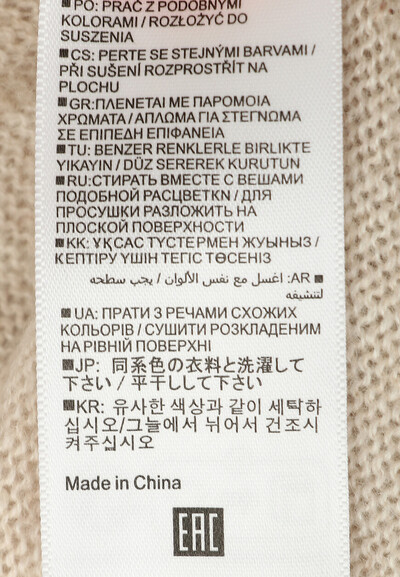 PO: PRAĆ Z PODOBNYMI
KOLORAMI / ROZŁOŻYĆ DO
SUSZENIA
CS: PERTE SE STEJNÝMI BARVAMI /
PŘI SUŠENÍ ROZPROSTŘÍT NA
PLOCHU
GR:ΠΛΕΝΕΤΑΙ ΜΕ ΠΑΡΟΜΟΙΑ
ΧΡΩΜΑΤΑ / ΑΠΛΩΜΑ ΓΙΑ ΣΤΕΓΝΩΜΑ
ΣΕ ΕΠΙΠΕΔΗ ΕΠΙΦΑΝΕΙΑ
TU: BENZER RENKLERLE BIRLIKTE
YIKAYIN / DÜZ SEREREK KURUTUN
RU:СТИРАТЬ ВМЕСТЕ С ВЕЩАМИ
ПОДОБНОЙ РАСЦВЕТКN / ДЛЯ
ПРОСУШКИ РАЗЛОЖИТЬ НА
ПЛОСКОЙ ПОВЕРХНОСТИ
KK: ҰҚСАС ТҮСТЕРМЕН ЖУЫНЫЗ /
КЕПТІРУ ҮШІН ТЕГІС ТӨСЕНІЗ
AR: اغسل مع نفس الألوان / يجب سطحه
لتنشيفه
UA: ПРАТИ З РЕЧАМИ СХОЖИХ
КОЛЬОРІВ / СУШИТИ РОЗКЛАДЕНИМ
НА РІВНІЙ ПОВЕРХНІ
JP: 同系色の衣料と洗濯して
下さい / 平干しして下さい
KR: 유사한 색상과 같이 세탁하
십시오/그늘에서 뉘어서 건조시
켜주십시오
Made in China
EAC